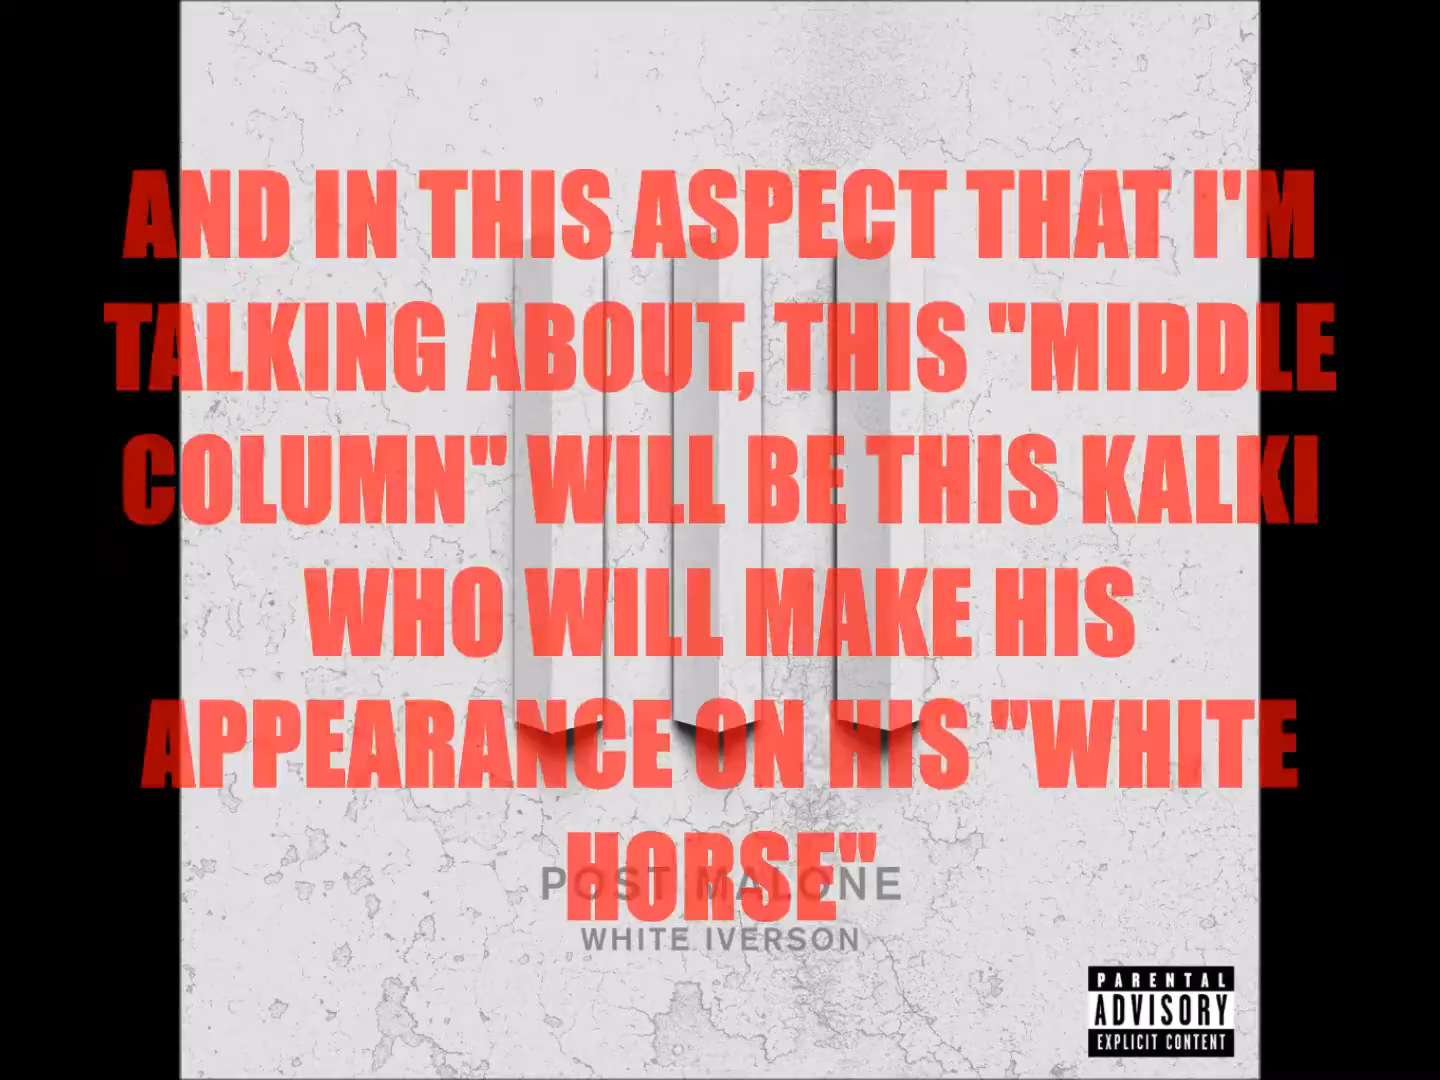 AND IN THIS ASPECT THAT I'M
TALKING ABOUT, THIS "MIDDLE
COLUMN" WILL BE THIS KALKI
WHO WILL MAKE HIS
APPEARANCE ON HIS "WHITE
HORSE"
POST MALONE
WHITE IVERSON
PARENTAL
ADVISORY
EXPLICIT CONTENT